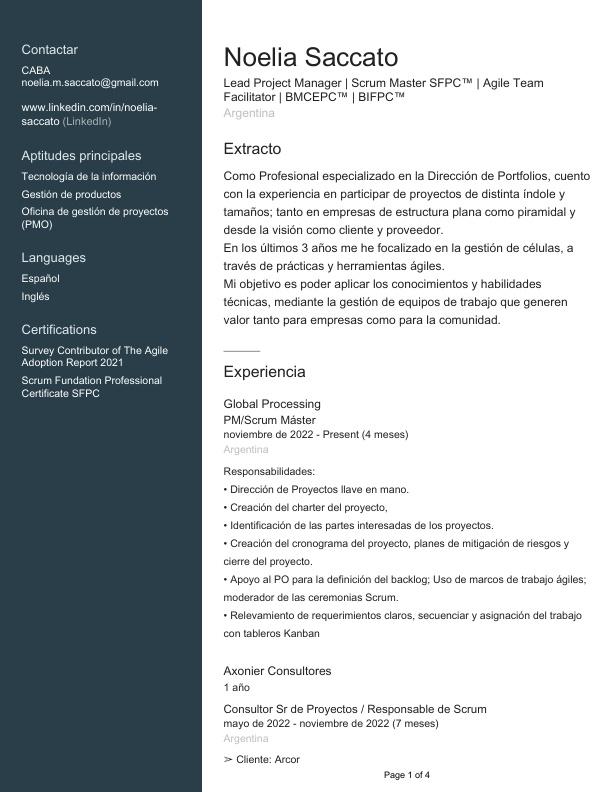 Contactar
CABA
noelia.m.saccato@gmail.com
www.linkedin.com/in/noelia-
saccato (LinkedIn)
Aptitudes principales
Tecnología de la información
Gestión de productos
Oficina de gestión de proyectos
(PMO)
Languages
Español
Inglés
Certifications
Survey Contributor of The Agile
Adoption Report 2021
Scrum Fundation Professional
Certificate SFPC
Noelia Saccato
Lead Project Manager | Scrum Master SFPC™ | Agile Team
Facilitator | BMCEPC™ | BIFPC™
Argentina
Extracto
Como Profesional especializado en la Dirección de Portfolios, cuento
con la experiencia en participar de proyectos de distinta índole y
tamaños; tanto en empresas de estructura plana como piramidal y
desde la visión como cliente y proveedor.
En los últimos 3 años me he focalizado en la gestión de células, a
través de prácticas y herramientas ágiles.
Mi objetivo es poder aplicar los conocimientos y habilidades
técnicas, mediante la gestión de equipos de trabajo que generen
valor tanto para empresas como para la comunidad.
Experiencia
Global Processing
PM/Scrum Máster
noviembre de 2022 - Present (4 meses)
Argentina
Responsabilidades:
• Dirección de Proyectos llave en mano.
• Creación del charter del proyecto,
• Identificación de las partes interesadas de los proyectos.
• Creación del cronograma del proyecto, planes de mitigación de riesgos y
cierre del proyecto.
• Apoyo al PO para la definición del backlog; Uso de marcos de trabajo ágiles;
moderador de las ceremonias Scrum.
• Relevamiento de requerimientos claros, secuenciar y asignación del trabajo
con tableros Kanban
Axonier Consultores
1 año
Consultor Sr de Proyectos / Responsable de Scrum
mayo de 2022 - noviembre de 2022 (7 meses)
Argentina
➢ Cliente: Arcor
Page 1 of 4